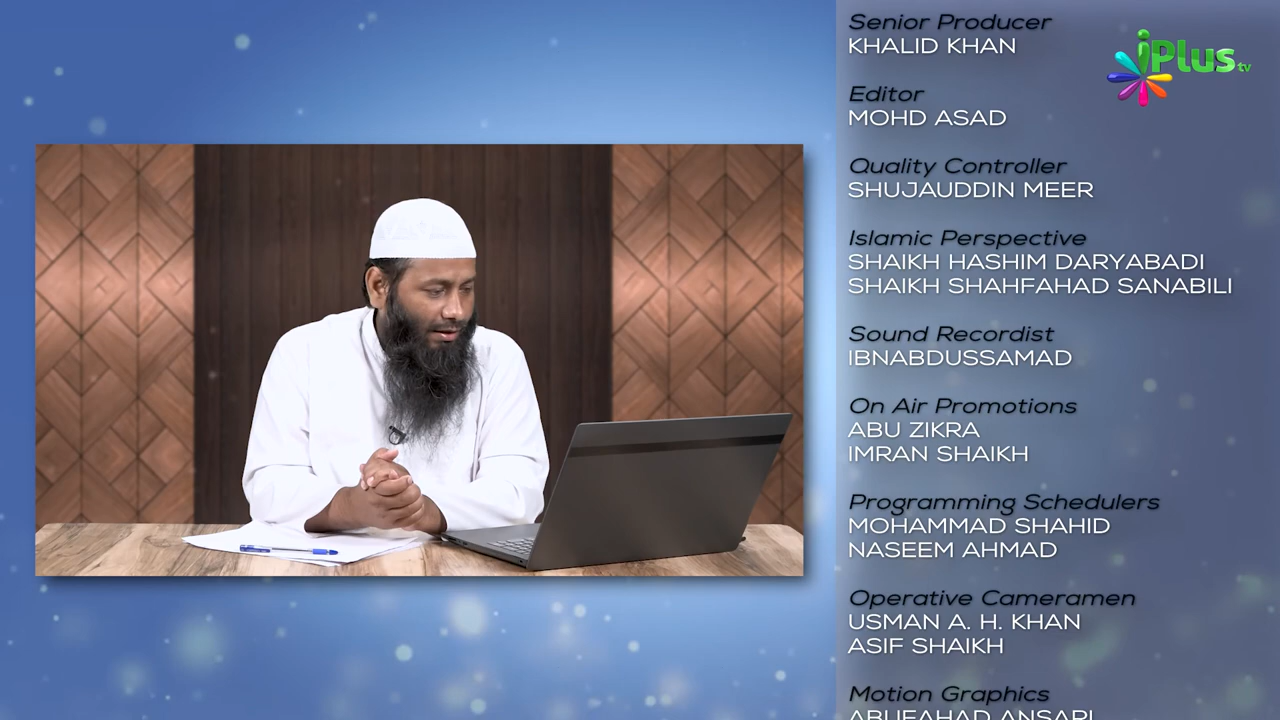 Senior Producer
KHALID KHAN
iPlus tv
Editor
MOHD ASAD
Quality Controller
SHUJAUDDIN MEER
Islamic Perspective
SHAIKH HASHIM DARYABADI
SHAIKH SHAHFAHAD SANABILI
Sound Recordist
IBNABDUSSAMAD
On Air Promotions
ABU ZIKRA
IMRAN SHAIKH
Programming Schedulers
MOHAMMAD SHAHID
NASEEM AHMAD
Operative Cameramen
USMAN A. H. KHAN
ASIF SHAIKH
Motion Graphics
ABUFAHAD ANSARI